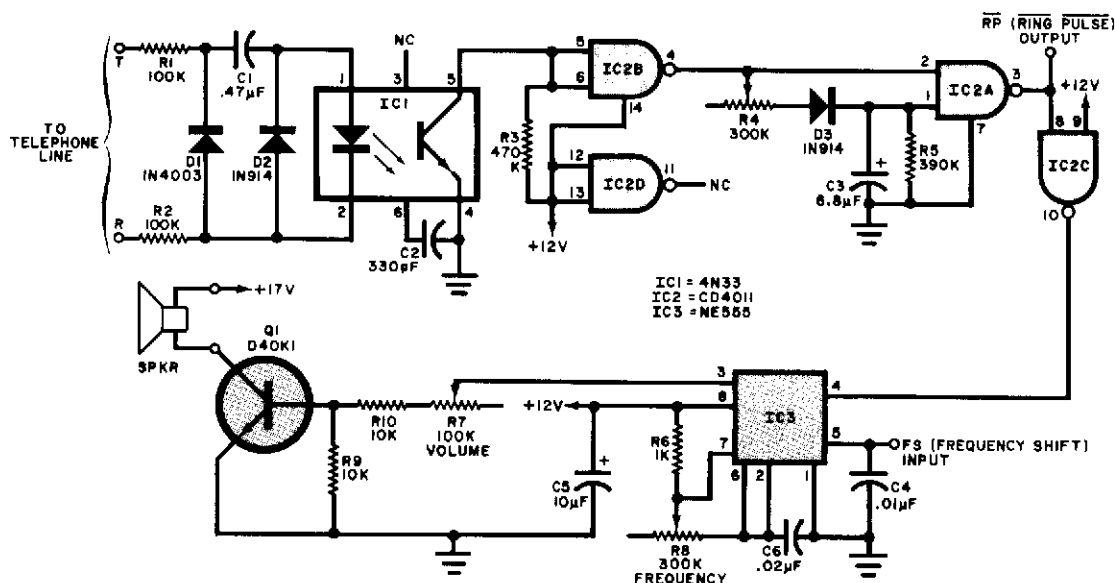 RP (RING PULSE)
OUTPUT
T
R1
100K
C1
.47µF
NC
1
3
5
IC1
D1
1N4003
D2
1N914
TO
TELEPHONE
LINE
R
R2
100K
2
6
4
C2
330pF
5
6
IC2B
4
14
R3
470
K
12
13
IC2D
11
NC
+12V
R4
300K
D3
1N914
2
1
IC2A
3
7
C3
6.8µF
R5
390K
+12V
8
9
IC2C
10
IC1 = 4N33
IC2 = CD4011
IC3 = NE555
+17V
SPKR
Q1
D40K1
R10
10K
R7
100K
VOLUME
R9
10K
+12V
C5
10µF
R6
1K
R8
300K
FREQUENCY
3
8
7
6
2
1
IC3
4
5
C6
.02µF
FS (FREQUENCY SHIFT)
INPUT
C4
.01µF